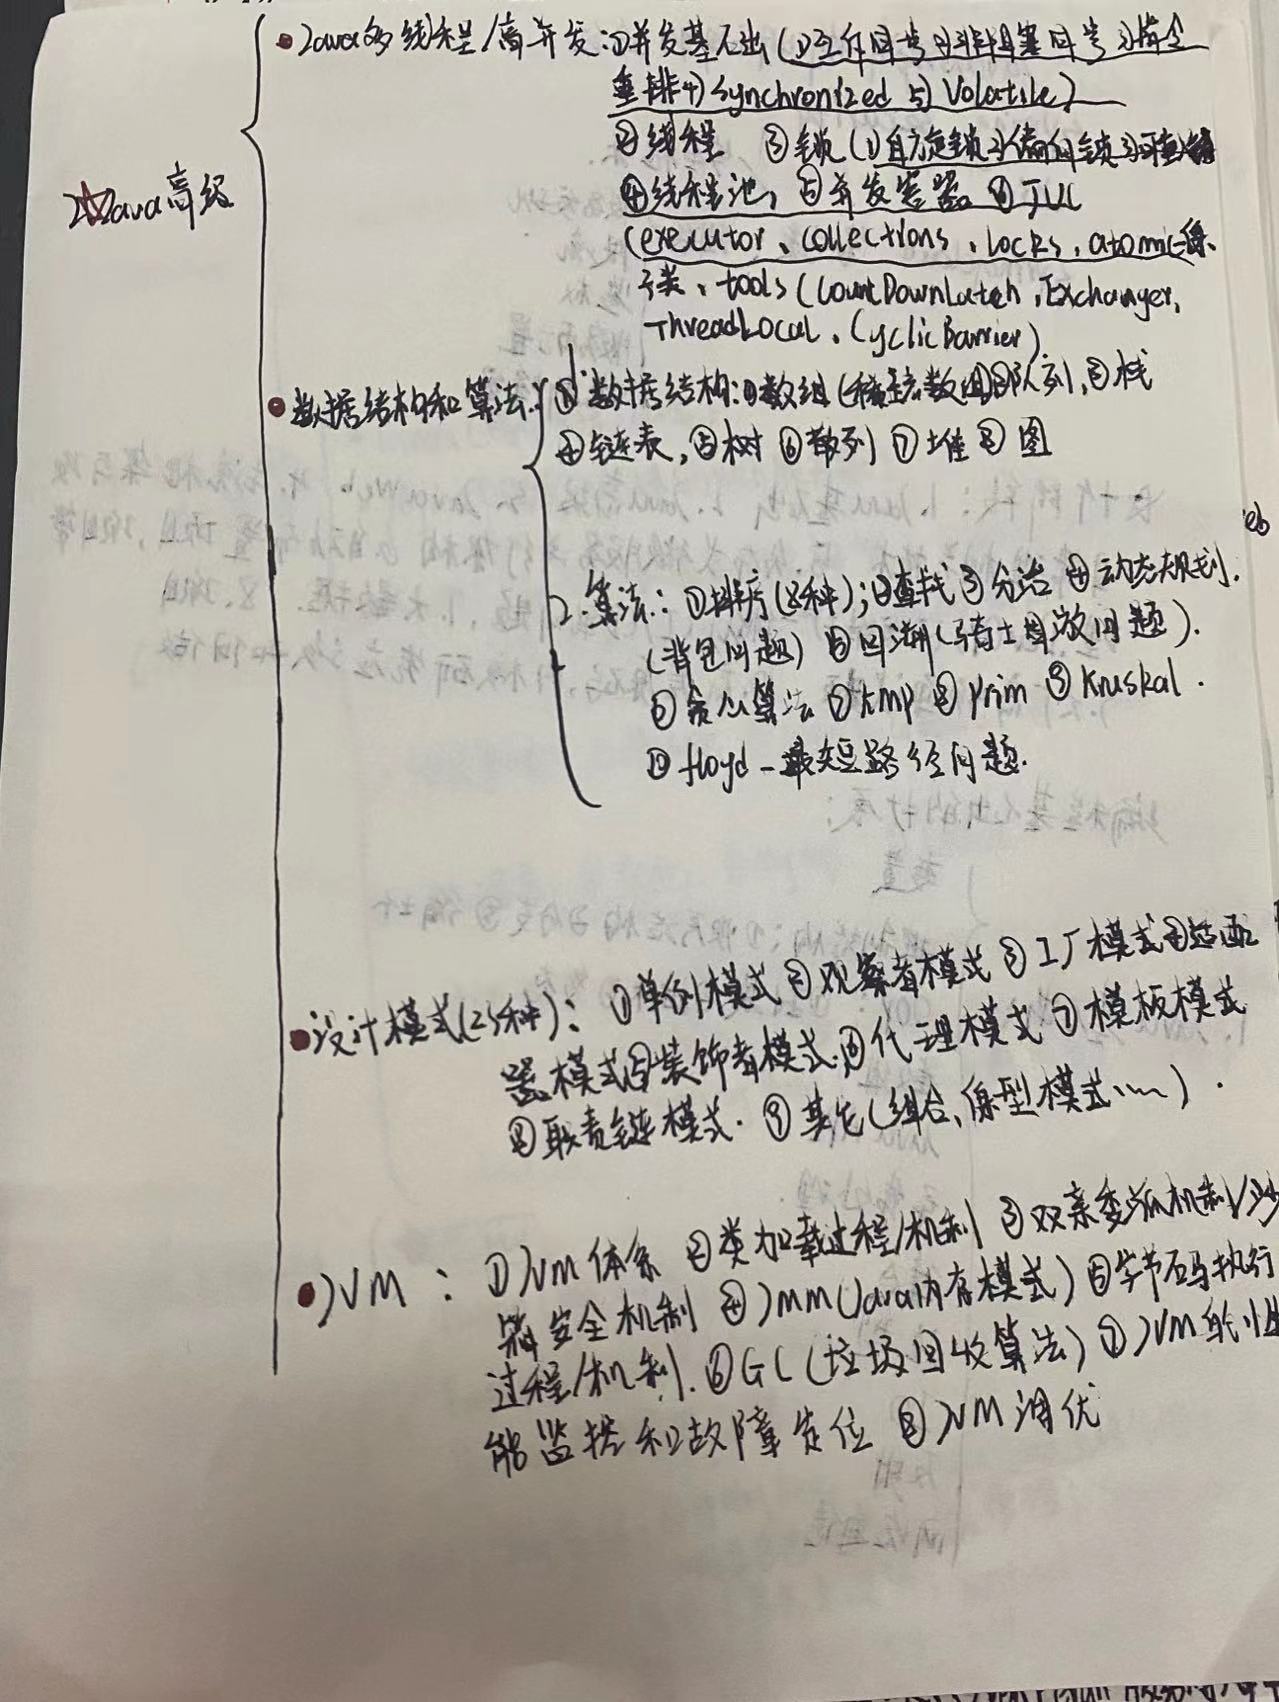 Java多线程/高并发:①并发基础(1)互斥同步2)非阻塞同步3)指令
重排4)Synchronized 5)Volatile)
②线程 ③锁(1)自旋锁2)偏向锁3)可重入锁
2、Java高级
④线程池, ⑤并发容器 ⑥JUC
(executor、collections、locks、atomic-原
子类、tools(CountDownLatch,Exchanger,
ThreadLocal、CyclicBarrier)
数据结构和算法: 1、数据结构:①数组(稀疏数组)②队列,③栈
④链表,⑤树 ⑥散列 ⑦堆 ⑧图
2.算法:①排序(8种);②查找③分治 ④动态规划.
(背包问题) ⑤回溯(骑士周游问题).
⑥贪心算法 ⑦kmp ⑧prim ⑨kruskal.
⑩floyd-最短路径问题.
设计模式(23种):①单例模式②观察者模式③工厂模式④适配
器模式⑤装饰者模式.⑥代理模式.⑦模板模式
⑧职责链模式.⑨其他(组合、原型模式……).
JVM:①JVM体系 ②类加载过程/机制 ③双亲委派机制/沙
箱安全机制 ④JMM(Java内存模式)⑤字节码执行
过程/机制.⑥GC(垃圾回收算法)⑦JVM的性
能监控和故障定位 ⑧JVM调优